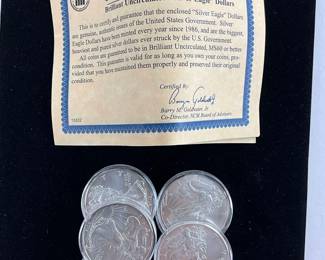 Brilliant Uncirculated Eagle" Dollars
This is to certify and guarantee that the enclosed "Silver Eagle" Dollars
are genuine, authentic issues of the United States Government. Silver
Eagle Dollars have been minted every year since 1986, and are the biggest,
heaviest and purest silver dollars ever struck by the U.S. Government
All coins are guaranteed to be in Brilliant Uncirculated, MS60 or better
condition. This guaranty is valid for as long as you own your coins, pro-
vided that you have maintained them properly and preserved their original
condition.
Certified By:
Barry Goldwater Jr.
Co-Director, NCM Board of Advisors